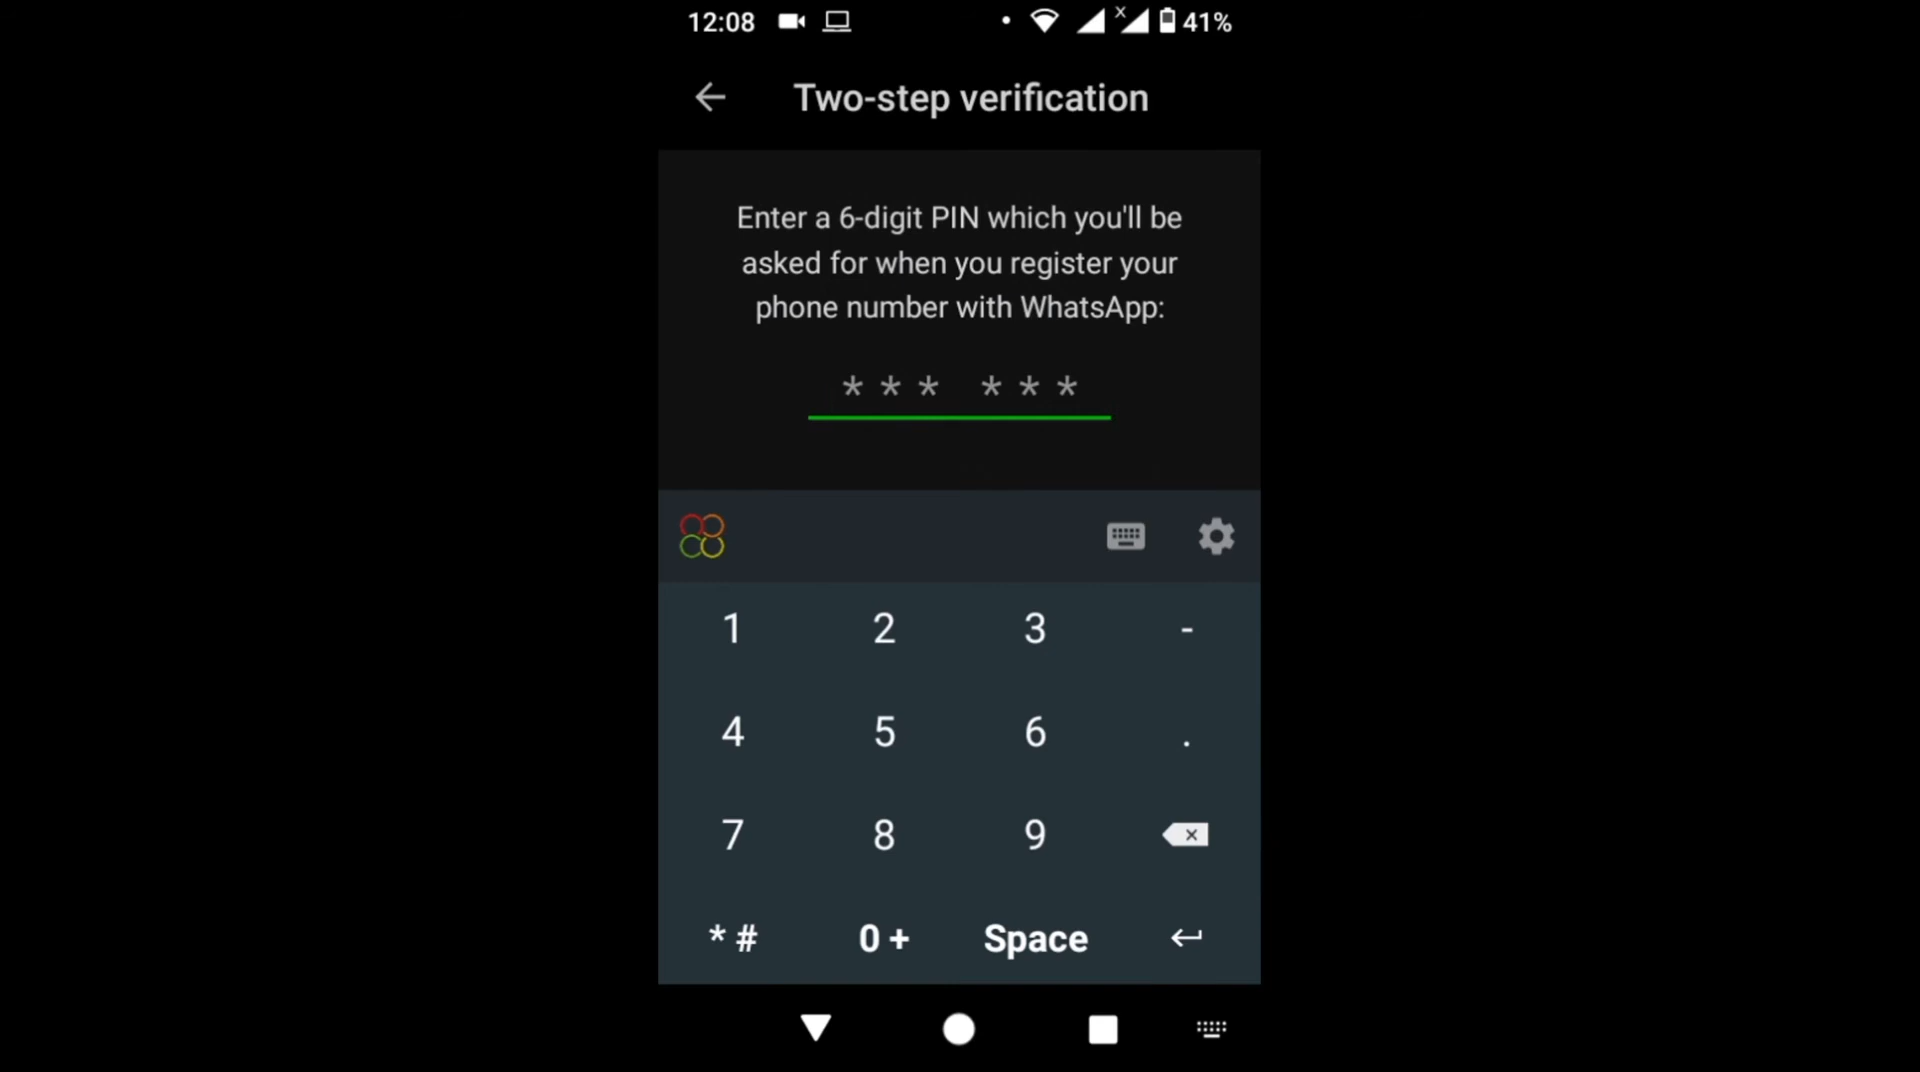 12:08 x 41%
Two-step verification
Enter a 6-digit PIN which you'll be
asked for when you register your
phone number with WhatsApp:
* * * * * *
1 2 3 -
4 5 6 .
7 8 9
* # 0 + Space